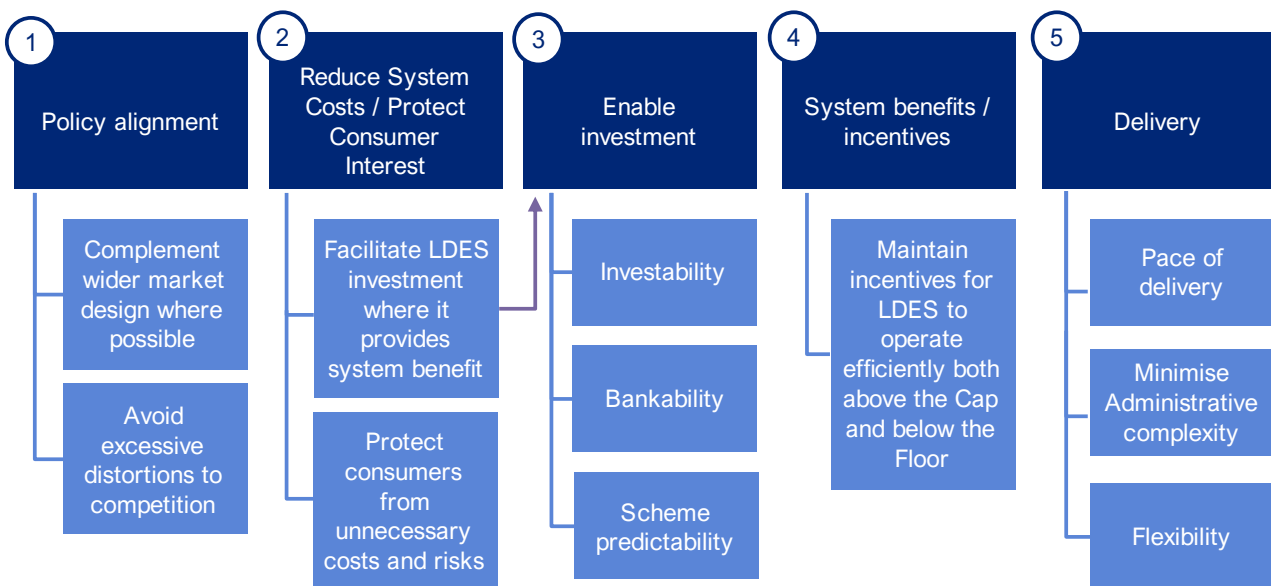 1
Policy alignment
Complement
wider market
design where
possible
Avoid
excessive
distortions to
competition
2
Reduce System
Costs / Protect
Consumer
Interest
Facilitate LDES
investment
where it
provides
system benefit
Protect
consumers
from
unnecessary
costs and risks
3
Enable
investment
Investability
Bankability
Scheme
predictability
4
System benefits /
incentives
Maintain
incentives for
LDES to
operate
efficiently both
above the Cap
and below the
Floor
5
Delivery
Pace of
delivery
Minimise
Administrative
complexity
Flexibility